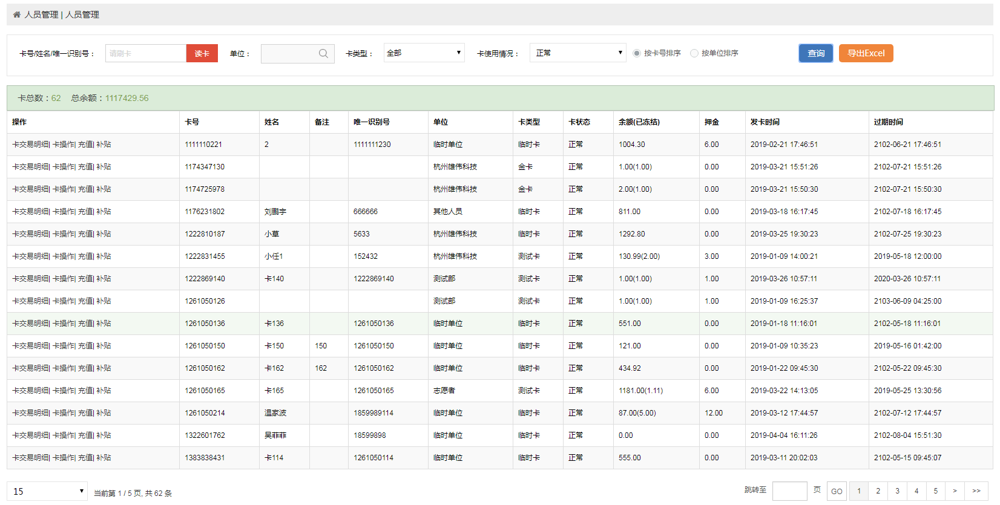 人员管理 | 人员管理
卡号/姓名/唯一识别号： 请刷卡 读卡 单位： 卡类型： 全部 卡使用情况： 正常 按卡号排序 按单位排序 查询 导出Excel
卡总数：62 总余额：1117429.56
操作 卡号 姓名 备注 唯一识别号 单位 卡类型 卡状态 余额(已冻结) 押金 发卡时间 过期时间
卡交易明细| 卡操作| 充值| 补贴 1111110221 2 1111111230 临时单位 临时卡 正常 1004.30 6.00 2019-02-21 17:46:51 2102-06-21 17:46:51
卡交易明细| 卡操作| 充值| 补贴 1174347130 杭州雄伟科技 金卡 正常 1.00(1.00) 0.00 2019-03-21 15:51:26 2102-07-21 15:51:26
卡交易明细| 卡操作| 充值| 补贴 1174725978 杭州雄伟科技 金卡 正常 2.00(1.00) 0.00 2019-03-21 15:50:30 2102-07-21 15:50:30
卡交易明细| 卡操作| 充值| 补贴 1176231802 刘鹏宇 666666 其他人员 临时卡 正常 811.00 0.00 2019-03-18 16:17:45 2102-07-18 16:17:45
卡交易明细| 卡操作| 充值| 补贴 1222810187 小草 5633 杭州雄伟科技 临时卡 正常 1292.80 0.00 2019-03-25 19:30:23 2102-07-25 19:30:23
卡交易明细| 卡操作| 充值| 补贴 1222831455 小任1 152432 杭州雄伟科技 测试卡 正常 130.99(2.00) 3.00 2019-01-09 14:00:21 2019-05-18 12:00:00
卡交易明细| 卡操作| 充值| 补贴 1222869140 卡140 1222869140 测试部 测试卡 正常 1.00(1.00) 1.00 2019-03-26 10:57:11 2020-03-26 10:57:11
卡交易明细| 卡操作| 充值| 补贴 1261050126 测试部 测试卡 正常 1.00(1.00) 1.00 2019-01-09 16:25:37 2103-06-09 04:25:00
卡交易明细| 卡操作| 充值| 补贴 1261050136 卡136 1261050136 临时单位 临时卡 正常 551.00 0.00 2019-01-18 11:16:01 2102-05-18 11:16:01
卡交易明细| 卡操作| 充值| 补贴 1261050150 卡150 150 1261050150 临时单位 临时卡 正常 121.00 0.00 2019-01-09 10:35:23 2019-05-16 01:42:00
卡交易明细| 卡操作| 充值| 补贴 1261050162 卡162 162 1261050162 临时单位 临时卡 正常 434.92 0.00 2019-01-22 09:45:30 2102-05-22 09:45:30
卡交易明细| 卡操作| 充值| 补贴 1261050165 卡165 1261050165 志愿者 测试卡 正常 1181.00(1.11) 6.00 2019-03-22 14:13:05 2019-05-25 13:30:56
卡交易明细| 卡操作| 充值| 补贴 1261050214 温家波 1859989114 临时单位 临时卡 正常 87.00(5.00) 12.00 2019-03-12 17:44:57 2102-07-12 17:44:57
卡交易明细| 卡操作| 充值| 补贴 1322601762 吴菲菲 18599898 临时单位 临时卡 正常 0.00 0.00 2019-04-04 16:11:26 2102-08-04 15:51:30
卡交易明细| 卡操作| 充值| 补贴 1383838431 卡114 1261050114 临时单位 临时卡 正常 555.00 0.00 2019-03-11 20:02:03 2102-05-15 09:45:07
15 当前第 1 / 5 页, 共 62 条 跳转至 页 GO 1 2 3 4 5 > >>